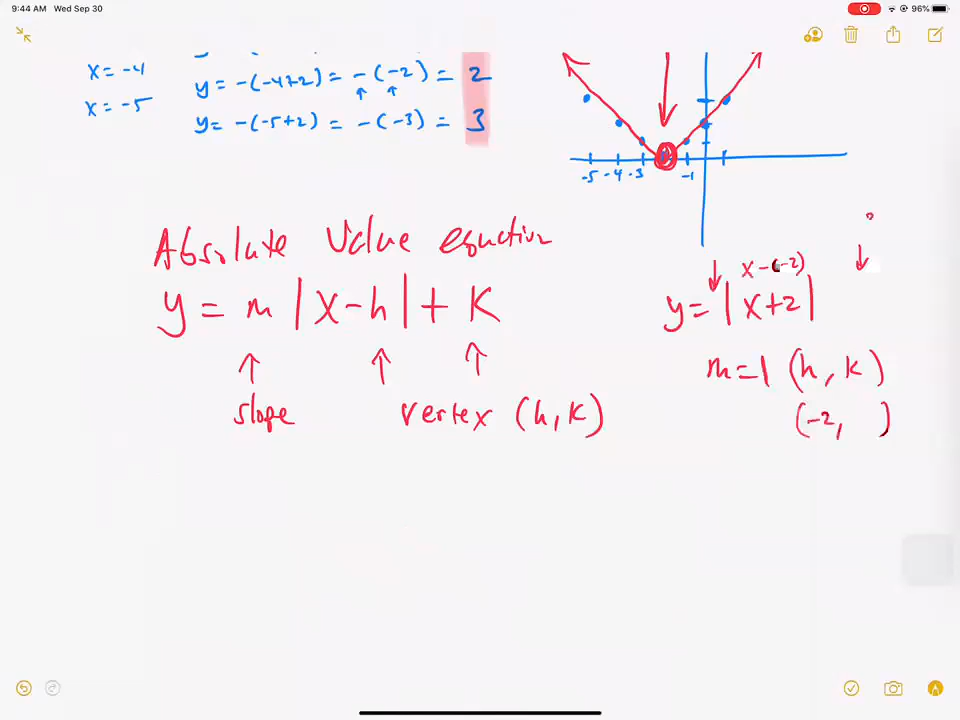 9:44 AM Wed Sep 30
96%
x = -4
y = -(-4+2) = -(-2) = 2
x = -5
y = -(-5+2) = -(-3) = 3
-5 -4 -3 -1
Absolute Value equation
y = m |x-h| + K
slope
vertex (h, K)
x-(-2)
y = |x+2|
m=1 (h, K)
(-2, )